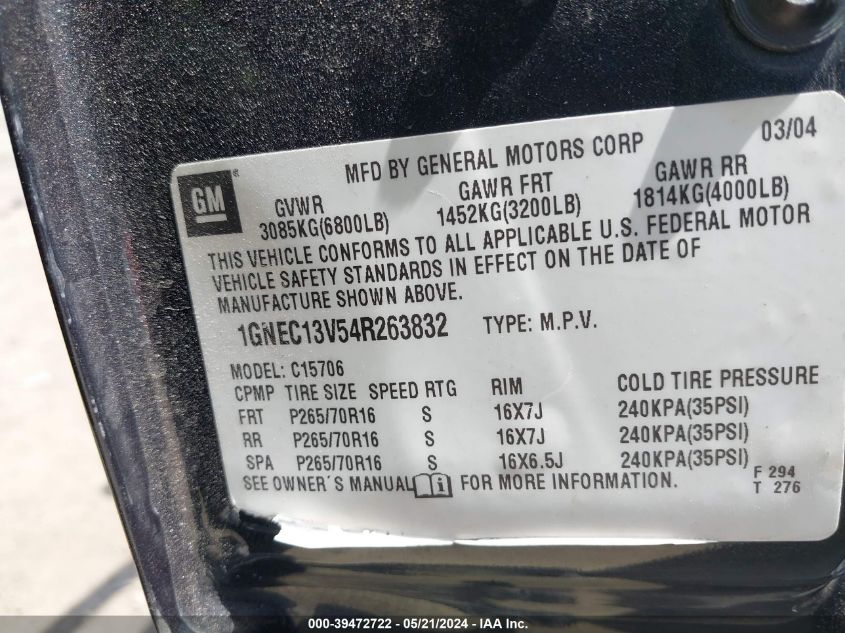 03/04
MFD BY GENERAL MOTORS CORP
GM®
GVWR GAWR FRT GAWR RR
3085KG(6800LB) 1452KG(3200LB) 1814KG(4000LB)
THIS VEHICLE CONFORMS TO ALL APPLICABLE U.S. FEDERAL MOTOR
VEHICLE SAFETY STANDARDS IN EFFECT ON THE DATE OF
MANUFACTURE SHOWN ABOVE.
1GNEC13V54R263832 TYPE: M.P.V.
MODEL: C15706
CPMP TIRE SIZE SPEED RTG RIM COLD TIRE PRESSURE
FRT P265/70R16 S 16X7J 240KPA(35PSI)
RR P265/70R16 S 16X7J 240KPA(35PSI)
SPA P265/70R16 S 16X6.5J 240KPA(35PSI)
SEE OWNER´S MANUAL i FOR MORE INFORMATION.
F 294
T 276
000-39472722 - 05/21/2024 - IAAI, Inc.